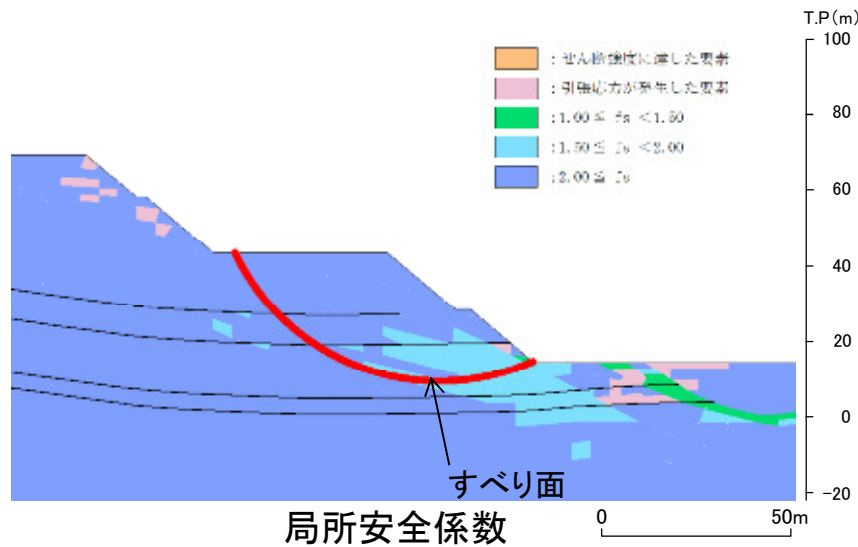 T.P(m)
100
: せん断強度に達した要素
: 引張応力が発生した要素
80
:1.00≦ fs <1.50
:1.50≦ fs <2.00
:2.00≦ fs
60
40
20
0
すべり面
-20
局所安全係数
0
50m